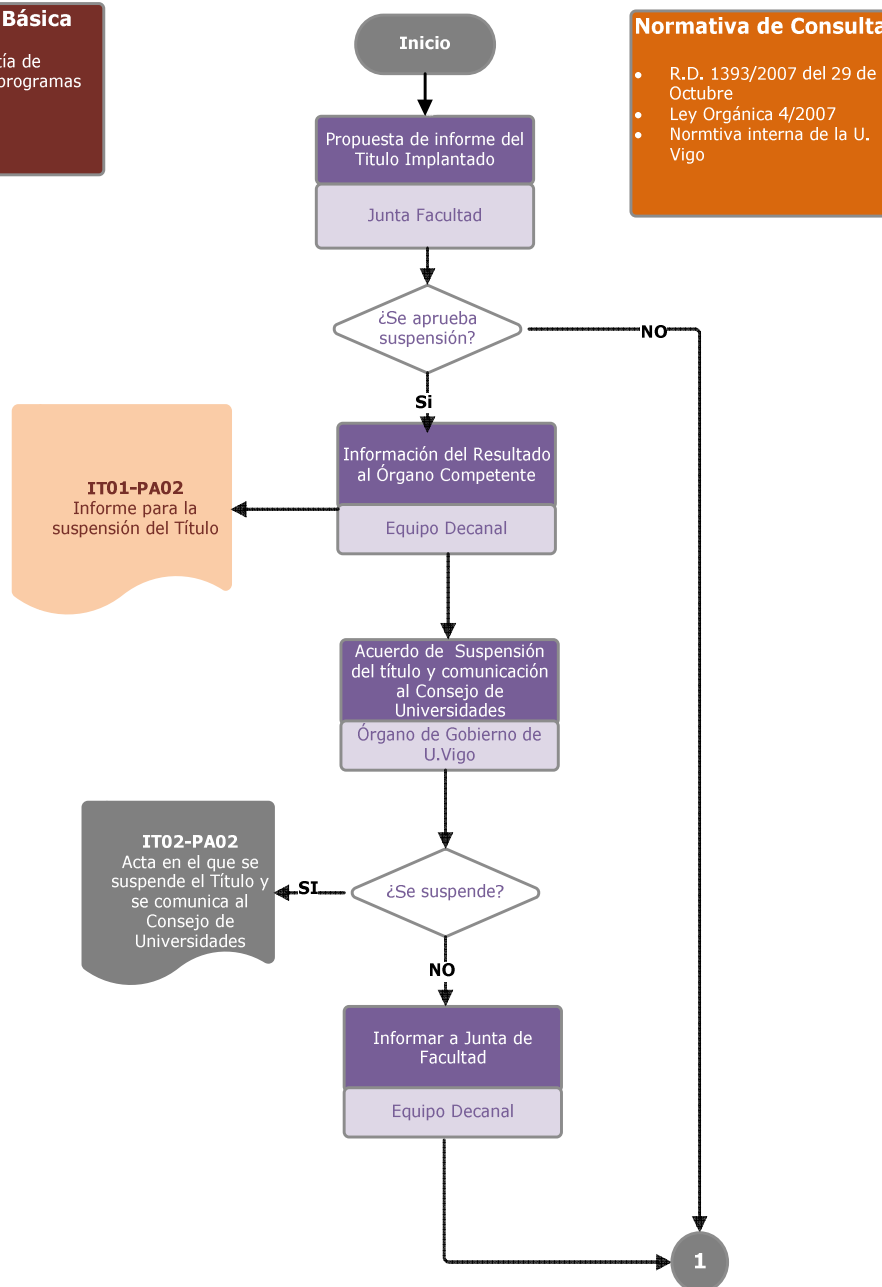 Básica
ía de
programas
Inicio
Normativa de Consulta
• R.D. 1393/2007 del 29 de
Octubre
• Ley Orgánica 4/2007
• Normtiva interna de la U.
Vigo
Propuesta de informe del
Titulo Implantado
Junta Facultad
¿Se aprueba
suspensión?
NO
Si
Información del Resultado
al Órgano Competente
Equipo Decanal
IT01-PA02
Informe para la
suspensión del Título
Acuerdo de Suspensión
del título y comunicación
al Consejo de
Universidades
Órgano de Gobierno de
U.Vigo
¿Se suspende?
SI
IT02-PA02
Acta en el que se
suspende el Título y
se comunica al
Consejo de
Universidades
NO
Informar a Junta de
Facultad
Equipo Decanal
1